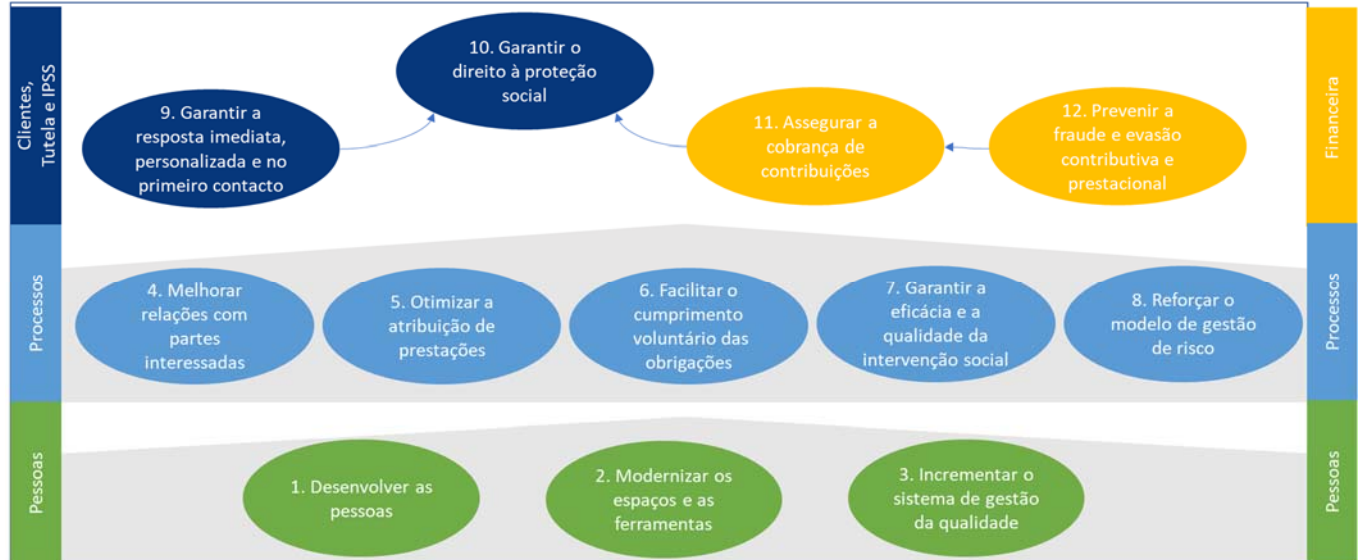 Clientes,
Tutela e IPSS
10. Garantir o
direito à proteção
social
9. Garantir a
resposta imediata,
personalizada e no
primeiro contacto
11. Assegurar a
cobrança de
contribuições
12. Prevenir a
fraude e evasão
contributiva e
prestacional
Financeira
Processos
4. Melhorar
relações com
partes
interessadas
5. Otimizar a
atribuição de
prestações
6. Facilitar o
cumprimento
voluntário das
obrigações
7. Garantir a
eficácia e a
qualidade da
intervenção social
8. Reforçar o
modelo de gestão
de risco
Processos
Pessoas
1. Desenvolver as
pessoas
2. Modernizar os
espaços e as
ferramentas
3. Incrementar o
sistema de gestão
da qualidade
Pessoas